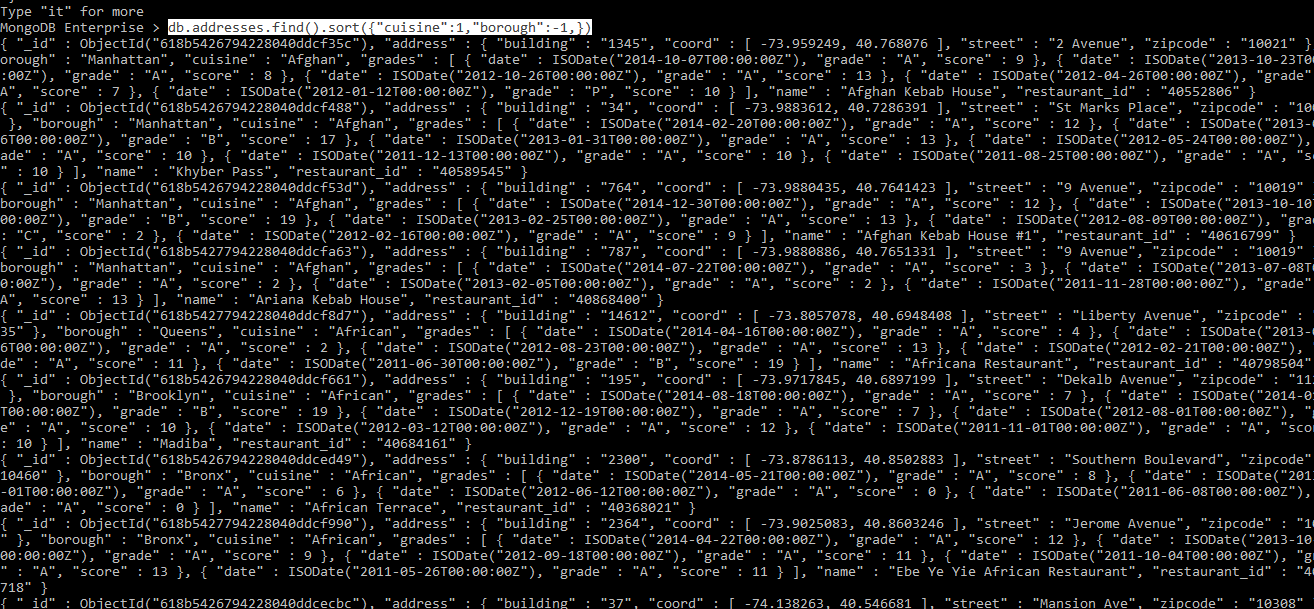 Type "it" for more
MongoDB Enterprise > db.addresses.find().sort({"cuisine":1,"borough":-1,})
{ "_id" : ObjectId("618b5426794228040ddcf35c"), "address" : { "building" : "1345", "coord" : [ -73.959249, 40.768076 ], "street" : "2 Avenue", "zipcode" : "10021" }
orough" : "Manhattan", "cuisine" : "Afghan", "grades" : [ { "date" : ISODate("2014-10-07T00:00:00Z"), "grade" : "A", "score" : 9 }, { "date" : ISODate("2013-10-23T00
:00Z"), "grade" : "A", "score" : 8 }, { "date" : ISODate("2012-10-26T00:00:00Z"), "grade" : "A", "score" : 13 }, { "date" : ISODate("2012-04-26T00:00:00Z"), "grade"
A", "score" : 7 }, { "date" : ISODate("2012-01-12T00:00:00Z"), "grade" : "P", "score" : 10 } ], "name" : "Afghan Kebab House", "restaurant_id" : "40552806" }
{ "_id" : ObjectId("618b5426794228040ddcf488"), "address" : { "building" : "34", "coord" : [ -73.9883612, 40.7286391 ], "street" : "St Marks Place", "zipcode" : "100
 }, "borough" : "Manhattan", "cuisine" : "Afghan", "grades" : [ { "date" : ISODate("2014-02-20T00:00:00Z"), "grade" : "A", "score" : 12 }, { "date" : ISODate("2013-0
6T00:00:00Z"), "grade" : "B", "score" : 17 }, { "date" : ISODate("2013-01-31T00:00:00Z"), "grade" : "A", "score" : 13 }, { "date" : ISODate("2012-05-24T00:00:00Z"),
ade" : "A", "score" : 10 }, { "date" : ISODate("2011-12-13T00:00:00Z"), "grade" : "A", "score" : 10 }, { "date" : ISODate("2011-08-25T00:00:00Z"), "grade" : "A", "sc
" : 10 } ], "name" : "Khyber Pass", "restaurant_id" : "40589545" }
{ "_id" : ObjectId("618b5426794228040ddcf53d"), "address" : { "building" : "764", "coord" : [ -73.9880435, 40.7641423 ], "street" : "9 Avenue", "zipcode" : "10019"
borough" : "Manhattan", "cuisine" : "Afghan", "grades" : [ { "date" : ISODate("2014-12-30T00:00:00Z"), "grade" : "A", "score" : 12 }, { "date" : ISODate("2013-10-10T
00:00Z"), "grade" : "B", "score" : 19 }, { "date" : ISODate("2013-02-25T00:00:00Z"), "grade" : "A", "score" : 13 }, { "date" : ISODate("2012-08-09T00:00:00Z"), "gra
: "C", "score" : 2 }, { "date" : ISODate("2012-02-16T00:00:00Z"), "grade" : "A", "score" : 9 } ], "name" : "Afghan Kebab House #1", "restaurant_id" : "40616799" }
{ "_id" : ObjectId("618b5426794228040ddcfa63"), "address" : { "building" : "787", "coord" : [ -73.9880886, 40.7651331 ], "street" : "9 Avenue", "zipcode" : "10019"
borough" : "Manhattan", "cuisine" : "Afghan", "grades" : [ { "date" : ISODate("2014-07-22T00:00:00Z"), "grade" : "A", "score" : 3 }, { "date" : ISODate("2013-07-08T0
0:00Z"), "grade" : "A", "score" : 2 }, { "date" : ISODate("2013-02-05T00:00:00Z"), "grade" : "A", "score" : 2 }, { "date" : ISODate("2011-11-28T00:00:00Z"), "grade"
A", "score" : 13 } ], "name" : "Ariana Kebab House", "restaurant_id" : "40868400" }
{ "_id" : ObjectId("618b5427794228040ddcf8d7"), "address" : { "building" : "14612", "coord" : [ -73.8057078, 40.6948408 ], "street" : "Liberty Avenue", "zipcode" :
35" }, "borough" : "Queens", "cuisine" : "African", "grades" : [ { "date" : ISODate("2014-04-16T00:00:00Z"), "grade" : "A", "score" : 4 }, { "date" : ISODate("2013-0
6T00:00:00Z"), "grade" : "A", "score" : 2 }, { "date" : ISODate("2012-08-23T00:00:00Z"), "grade" : "A", "score" : 13 }, { "date" : ISODate("2012-02-21T00:00:00Z"),
de" : "A", "score" : 11 }, { "date" : ISODate("2011-06-30T00:00:00Z"), "grade" : "B", "score" : 19 } ], "name" : "Africana Restaurant", "restaurant_id" : "40798504"
{ "_id" : ObjectId("618b5426794228040ddcf661"), "address" : { "building" : "195", "coord" : [ -73.9717845, 40.6897199 ], "street" : "Dekalb Avenue", "zipcode" : "11
 }, "borough" : "Brooklyn", "cuisine" : "African", "grades" : [ { "date" : ISODate("2014-08-18T00:00:00Z"), "grade" : "A", "score" : 7 }, { "date" : ISODate("2014-0
T00:00:00Z"), "grade" : "B", "score" : 19 }, { "date" : ISODate("2012-12-19T00:00:00Z"), "grade" : "A", "score" : 7 }, { "date" : ISODate("2012-08-01T00:00:00Z"),
e" : "A", "score" : 10 }, { "date" : ISODate("2012-03-12T00:00:00Z"), "grade" : "A", "score" : 12 }, { "date" : ISODate("2011-11-01T00:00:00Z"), "grade" : "A", "sco
: 10 } ], "name" : "Madiba", "restaurant_id" : "40684161" }
{ "_id" : ObjectId("618b5426794228040ddced49"), "address" : { "building" : "2300", "coord" : [ -73.8786113, 40.8502883 ], "street" : "Southern Boulevard", "zipcode"
10460" }, "borough" : "Bronx", "cuisine" : "African", "grades" : [ { "date" : ISODate("2014-05-21T00:00:00Z"), "grade" : "A", "score" : 8 }, { "date" : ISODate("2013
-01T00:00:00Z"), "grade" : "A", "score" : 6 }, { "date" : ISODate("2012-06-12T00:00:00Z"), "grade" : "A", "score" : 0 }, { "date" : ISODate("2011-06-08T00:00:00Z"),
ade" : "A", "score" : 0 } ], "name" : "African Terrace", "restaurant_id" : "40368021" }
{ "_id" : ObjectId("618b5427794228040ddcf990"), "address" : { "building" : "2364", "coord" : [ -73.9025083, 40.8603246 ], "street" : "Jerome Avenue", "zipcode" : "10
" }, "borough" : "Bronx", "cuisine" : "African", "grades" : [ { "date" : ISODate("2014-04-22T00:00:00Z"), "grade" : "A", "score" : 12 }, { "date" : ISODate("2013-10
00:00Z"), "grade" : "A", "score" : 9 }, { "date" : ISODate("2012-09-18T00:00:00Z"), "grade" : "A", "score" : 11 }, { "date" : ISODate("2011-10-04T00:00:00Z"), "grade
" : "A", "score" : 13 }, { "date" : ISODate("2011-05-26T00:00:00Z"), "grade" : "A", "score" : 11 } ], "name" : "Ebe Ye Yie African Restaurant", "restaurant_id" : "40
718" }
{ "_id" : ObjectId("618b5426794228040ddcecbc"), "address" : { "building" : "37", "coord" : [ -74.138263, 40.546681 ], "street" : "Mansion Ave", "zipcode" : "10308"